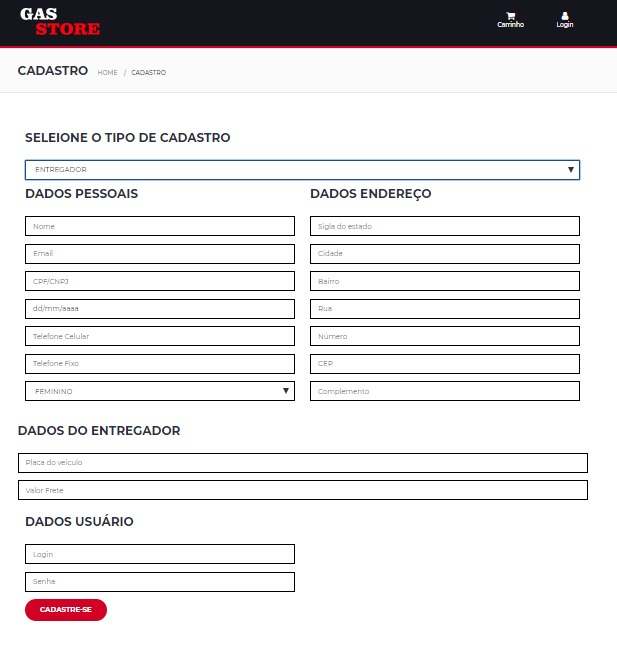 GAS
STORE
Carrinho
Login
CADASTRO
HOME / CADASTRO
SELEIONE O TIPO DE CADASTRO
ENTREGADOR
DADOS PESSOAIS
Nome
Email
CPF/CNPJ
dd/mm/aaaa
Telefone Celular
Telefone Fixo
FEMININO
DADOS ENDEREÇO
Sigla do estado
Cidade
Bairro
Rua
Número
CEP
Complemento
DADOS DO ENTREGADOR
Placa do veículo
Valor Frete
DADOS USUÁRIO
Login
Senha
CADASTRE-SE